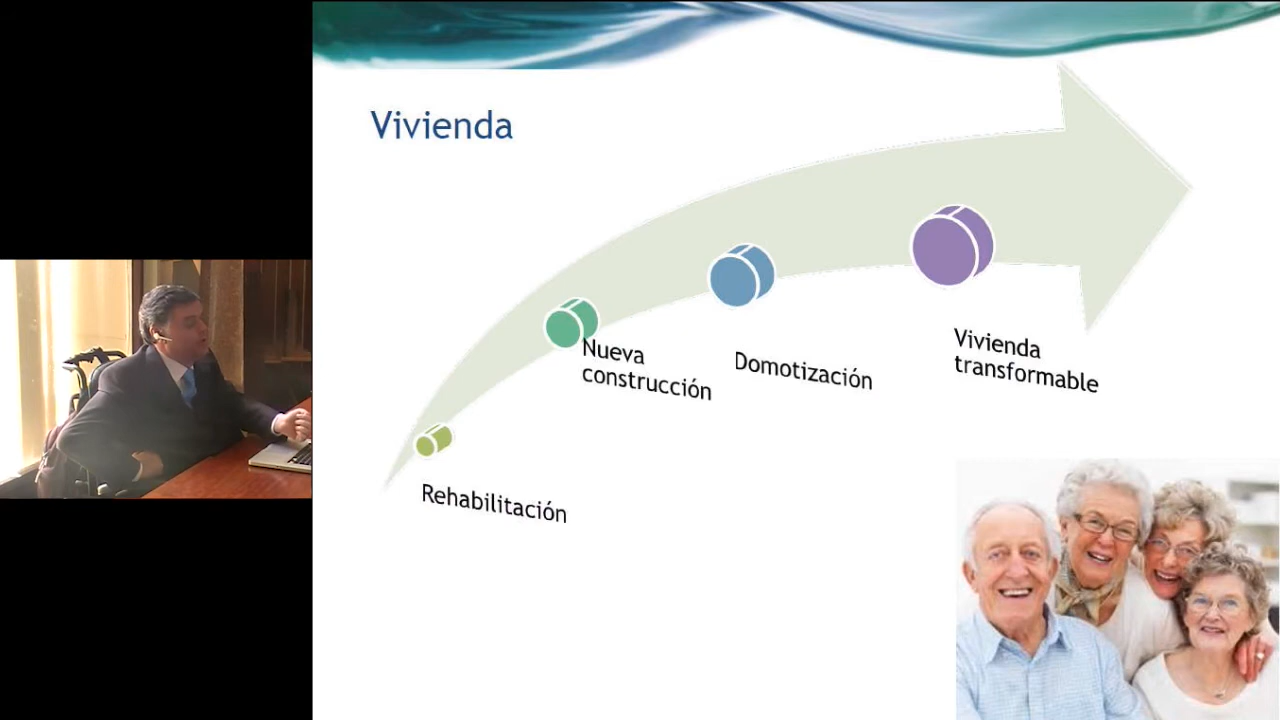 Vivienda
Rehabilitación
Nueva
construcción
Domotización
Vivienda
transformable